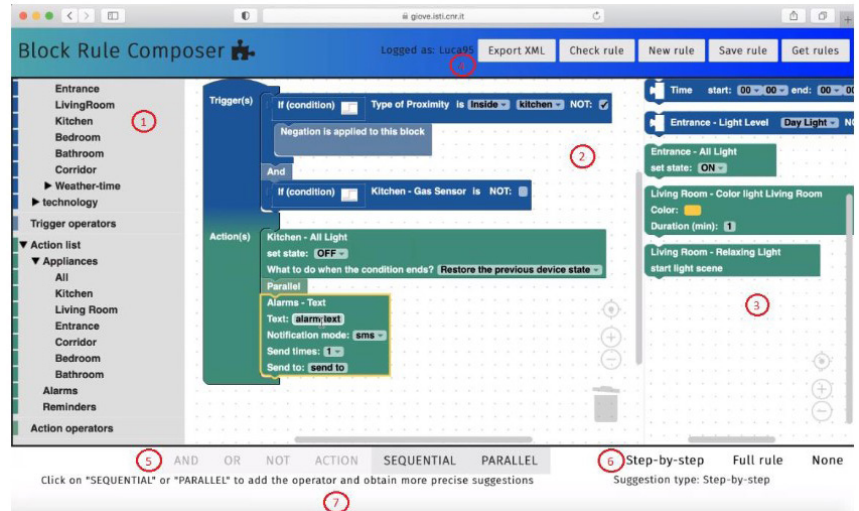 giove.isti.cnr.it
Block Rule Composer
Logged as: Luca95
Export XML
Check rule
New rule
Save rule
Get rules
4
Entrance
LivingRoom
Kitchen
Bedroom
Bathroom
Corridor
▶ Weather-time
▶ technology
Trigger operators
▼ Action list
▼ Appliances
All
Kitchen
Living Room
Entrance
Corridor
Bedroom
Bathroom
Alarms
Reminders
Action operators
1
Trigger(s)
If (condition) Type of Proximity is Inside kitchen NOT:
Negation is applied to this block
And
If (condition) Kitchen - Gas Sensor is NOT:
2
Action(s)
Kitchen - All Light
set state: OFF
What to do when the condition ends? Restore the previous device state
Parallel
Alarms - Text
Text: alarm text
Notification mode: sms
Send times: 1
Send to: send to
Time start: 00 00 end: 00 00
Entrance - Light Level Day Light
Entrance - All Light
set state: ON
Living Room - Color light Living Room
Color:
Duration (min): 1
Living Room - Relaxing Light
start light scene
3
5
AND OR NOT ACTION SEQUENTIAL PARALLEL
6
Step-by-step Full rule None
Click on "SEQUENTIAL" or "PARALLEL" to add the operator and obtain more precise suggestions
Suggestion type: Step-by-step
7